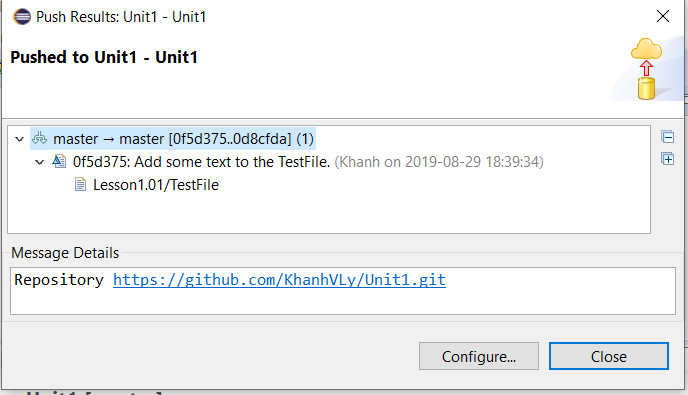 Push Results: Unit1 - Unit1
Pushed to Unit1 - Unit1
master → master [0f5d375..0d8cfda] (1)
0f5d375: Add some text to the TestFile. (Khanh on 2019-08-29 18:39:34)
Lesson1.01/TestFile
Message Details
Repository https://github.com/KhanhVLy/Unit1.git
Configure...
Close